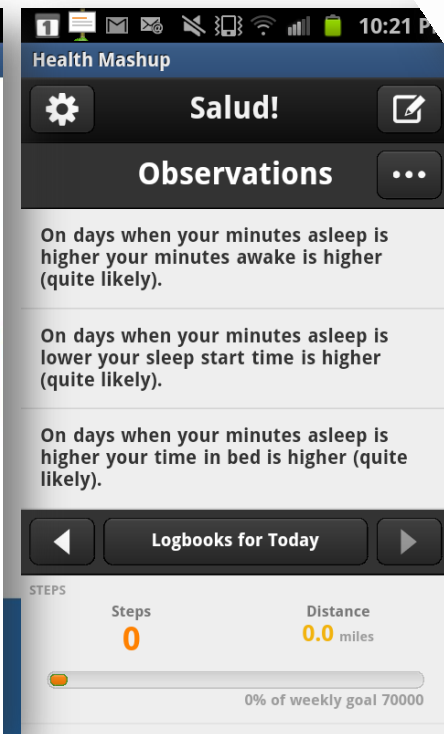 1
10:21 P
Health Mashup
Salud!
Observations
On days when your minutes asleep is
higher your minutes awake is higher
(quite likely).
On days when your minutes asleep is
lower your sleep start time is higher
(quite likely).
On days when your minutes asleep is
higher your time in bed is higher (quite
likely).
Logbooks for Today
STEPS
Steps
Distance
0
0.0 miles
0% of weekly goal 70000